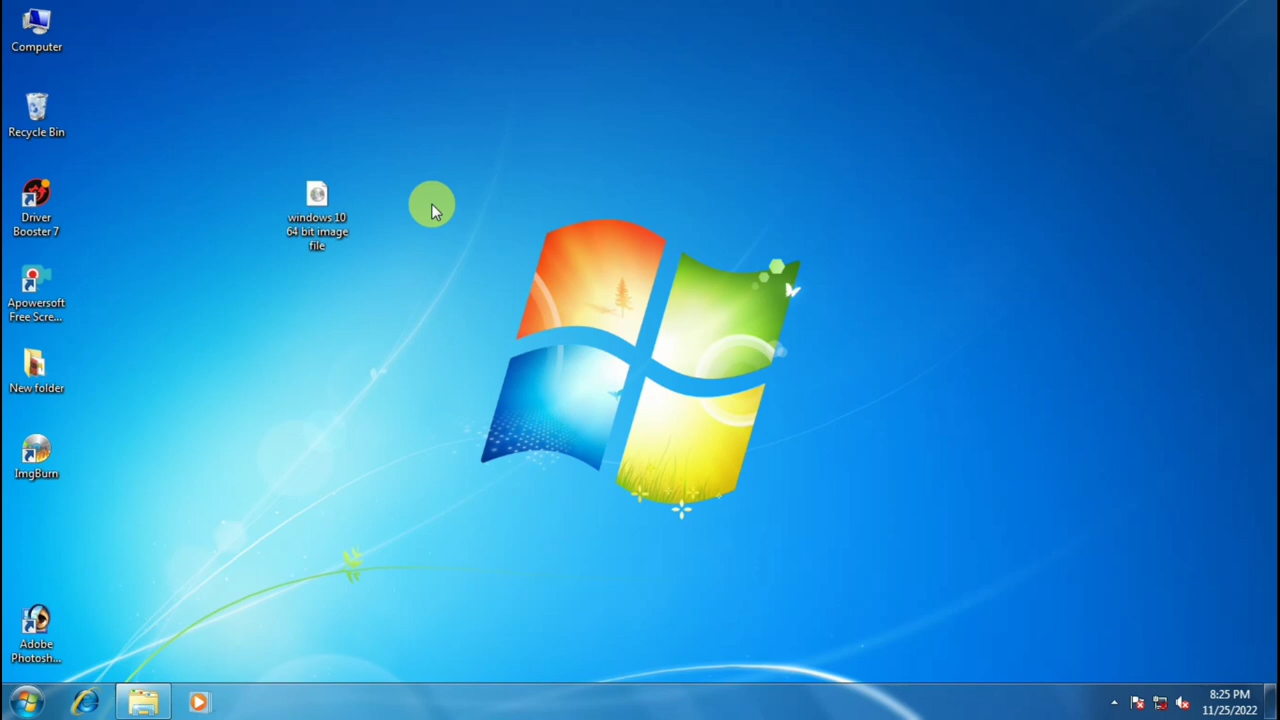 Computer
Recycle Bin
Driver
Booster 7
windows 10
64 bit image
file
Apowersoft
Free Scre...
New folder
ImgBurn
Adobe
Photosh...
8:25 PM
11/25/2022